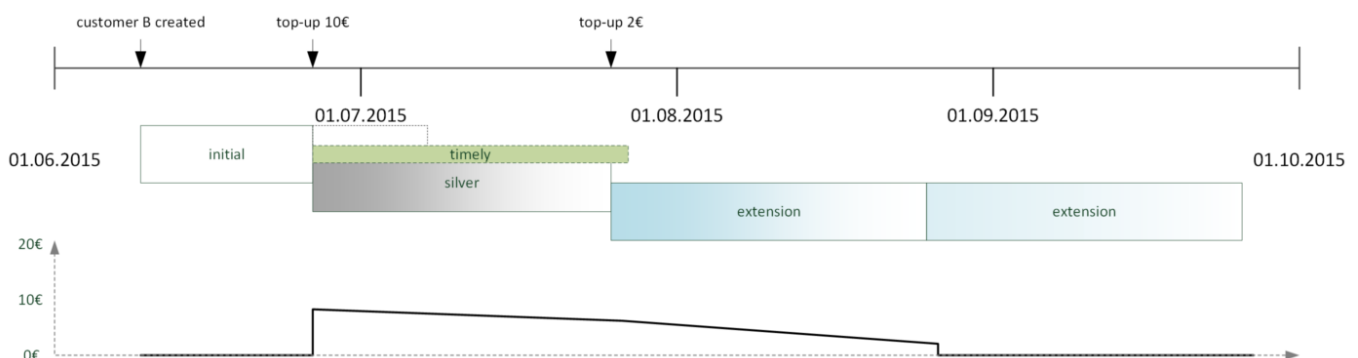 customer B created top-up 10€ top-up 2€
01.07.2015 01.08.2015 01.09.2015
01.06.2015 initial timely 01.10.2015
silver
extension extension
20€
10€
0€